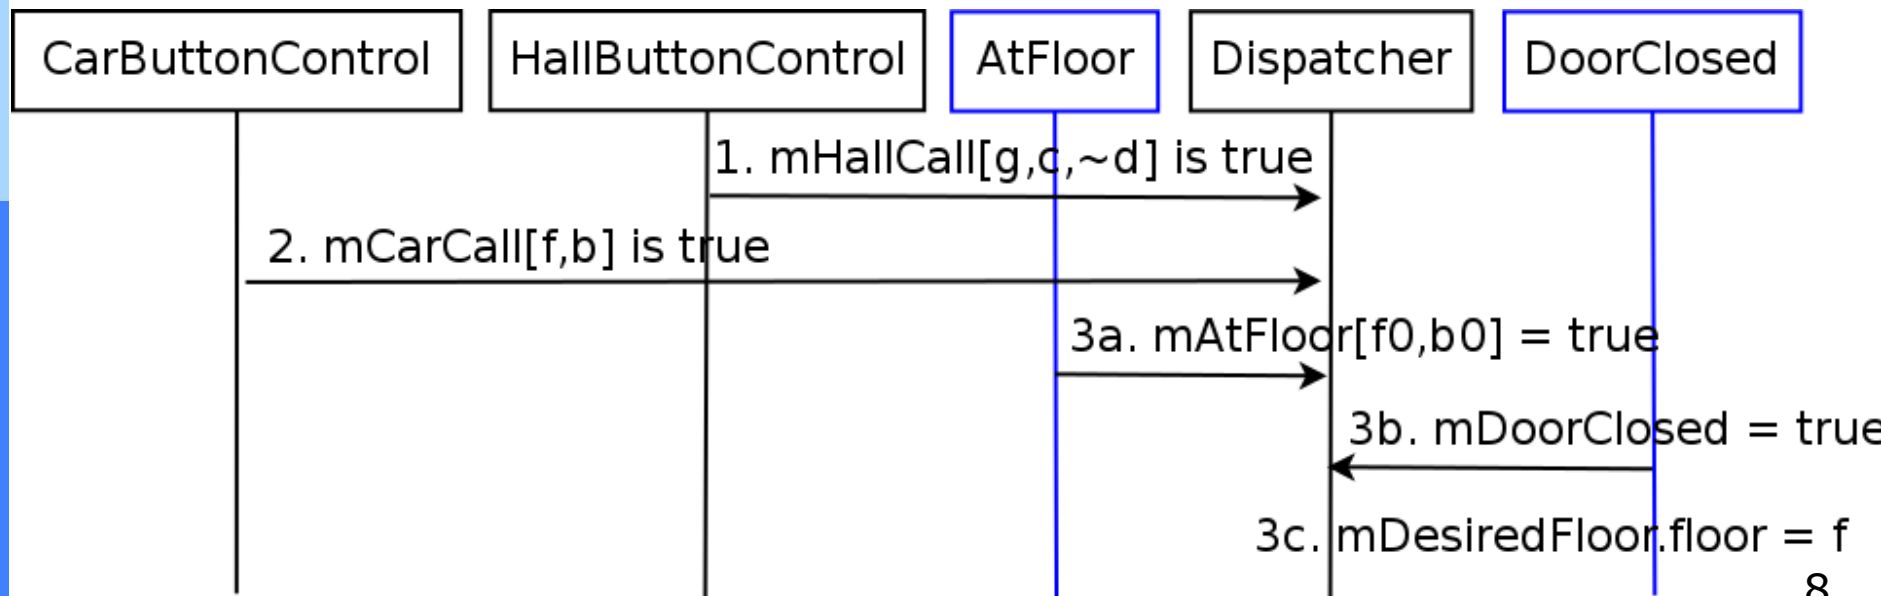 CarButtonControl HallButtonControl AtFloor Dispatcher DoorClosed
1. mHallCall[g,c,~d] is true
2. mCarCall[f,b] is true
3a. mAtFloor[f0,b0] = true
3b. mDoorClosed = true
3c. mDesiredFloor.floor = f
8